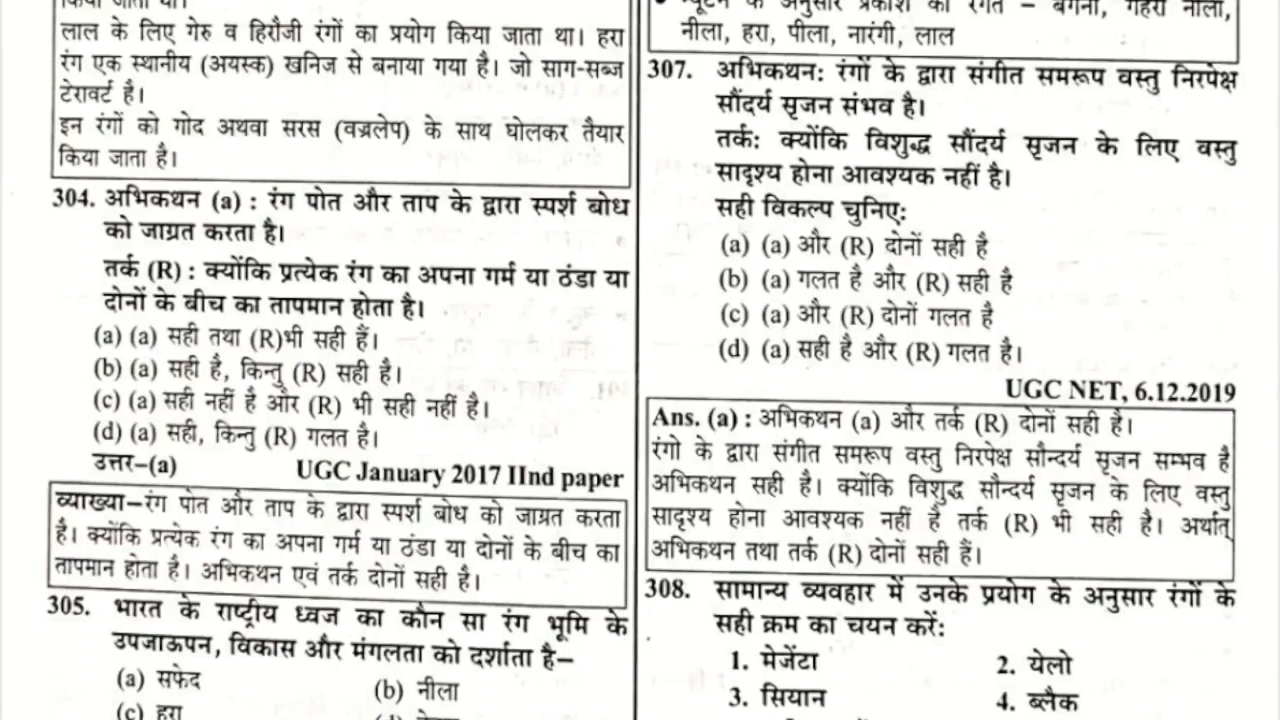 लाल के लिए गेरु व हिरौजी रंगों का प्रयोग किया जाता था। हरा
रंग एक स्थानीय (अयस्क) खनिज से बनाया गया है। जो साग-सब्ज
टेरावर्ट है।
इन रंगों को गोद अथवा सरस (वज्रलेप) के साथ घोलकर तैयार
किया जाता है।
304. अभिकथन (a) : रंग पोत और ताप के द्वारा स्पर्श बोध
को जाग्रत करता है।
तर्क (R) : क्योंकि प्रत्येक रंग का अपना गर्म या ठंडा या
दोनों के बीच का तापमान होता है।
(a) (a) सही तथा (R)भी सही हैं।
(b) (a) सही है, किन्तु (R) सही है।
(c) (a) सही नहीं है और (R) भी सही नहीं है।
(d) (a) सही, किन्तु (R) गलत है।
उत्तर–(a) UGC January 2017 IInd paper
व्याख्या–रंग पोत और ताप के द्वारा स्पर्श बोध को जाग्रत करता
है। क्योंकि प्रत्येक रंग का अपना गर्म या ठंडा या दोनों के बीच का
तापमान होता है। अभिकथन एवं तर्क दोनों सही है।
305. भारत के राष्ट्रीय ध्वज का कौन सा रंग भूमि के
उपजाऊपन, विकास और मंगलता को दर्शाता है–
(a) सफेद (b) नीला
(c) हरा
न्यूटन के अनुसार प्रकाश की रंगत – बैंगनी, गहरा नीला,
नीला, हरा, पीला, नारंगी, लाल
307. अभिकथन: रंगों के द्वारा संगीत समरूप वस्तु निरपेक्ष
सौंदर्य सृजन संभव है।
तर्क: क्योंकि विशुद्ध सौंदर्य सृजन के लिए वस्तु
सादृश्य होना आवश्यक नहीं है।
सही विकल्प चुनिए:
(a) (a) और (R) दोनों सही है
(b) (a) गलत है और (R) सही है
(c) (a) और (R) दोनों गलत है
(d) (a) सही है और (R) गलत है।
UGC NET, 6.12.2019
Ans. (a) : अभिकथन (a) और तर्क (R) दोनों सही है।
रंगो के द्वारा संगीत समरूप वस्तु निरपेक्ष सौन्दर्य सृजन सम्भव है
अभिकथन सही है। क्योंकि विशुद्ध सौन्दर्य सृजन के लिए वस्तु
सादृश्य होना आवश्यक नहीं है तर्क (R) भी सही है। अर्थात्
अभिकथन तथा तर्क (R) दोनों सही हैं।
308. सामान्य व्यवहार में उनके प्रयोग के अनुसार रंगों के
सही क्रम का चयन करें:
1. मेजेंटा 2. येलो
3. सियान 4. ब्लैक